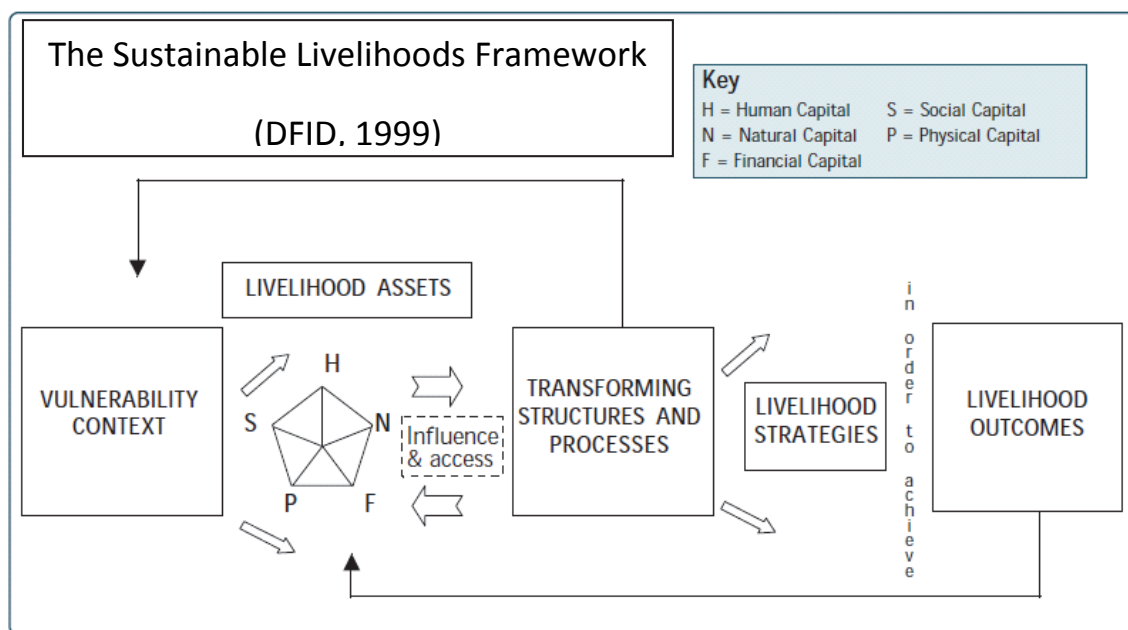 The Sustainable Livelihoods Framework
(DFID, 1999)
Key
H = Human Capital
S = Social Capital
N = Natural Capital
P = Physical Capital
F = Financial Capital
LIVELIHOOD ASSETS
VULNERABILITY
CONTEXT
H
S
N
P
F
Influence
& access
TRANSFORMING
STRUCTURES AND
PROCESSES
LIVELIHOOD
STRATEGIES
in order to achieve
LIVELIHOOD
OUTCOMES